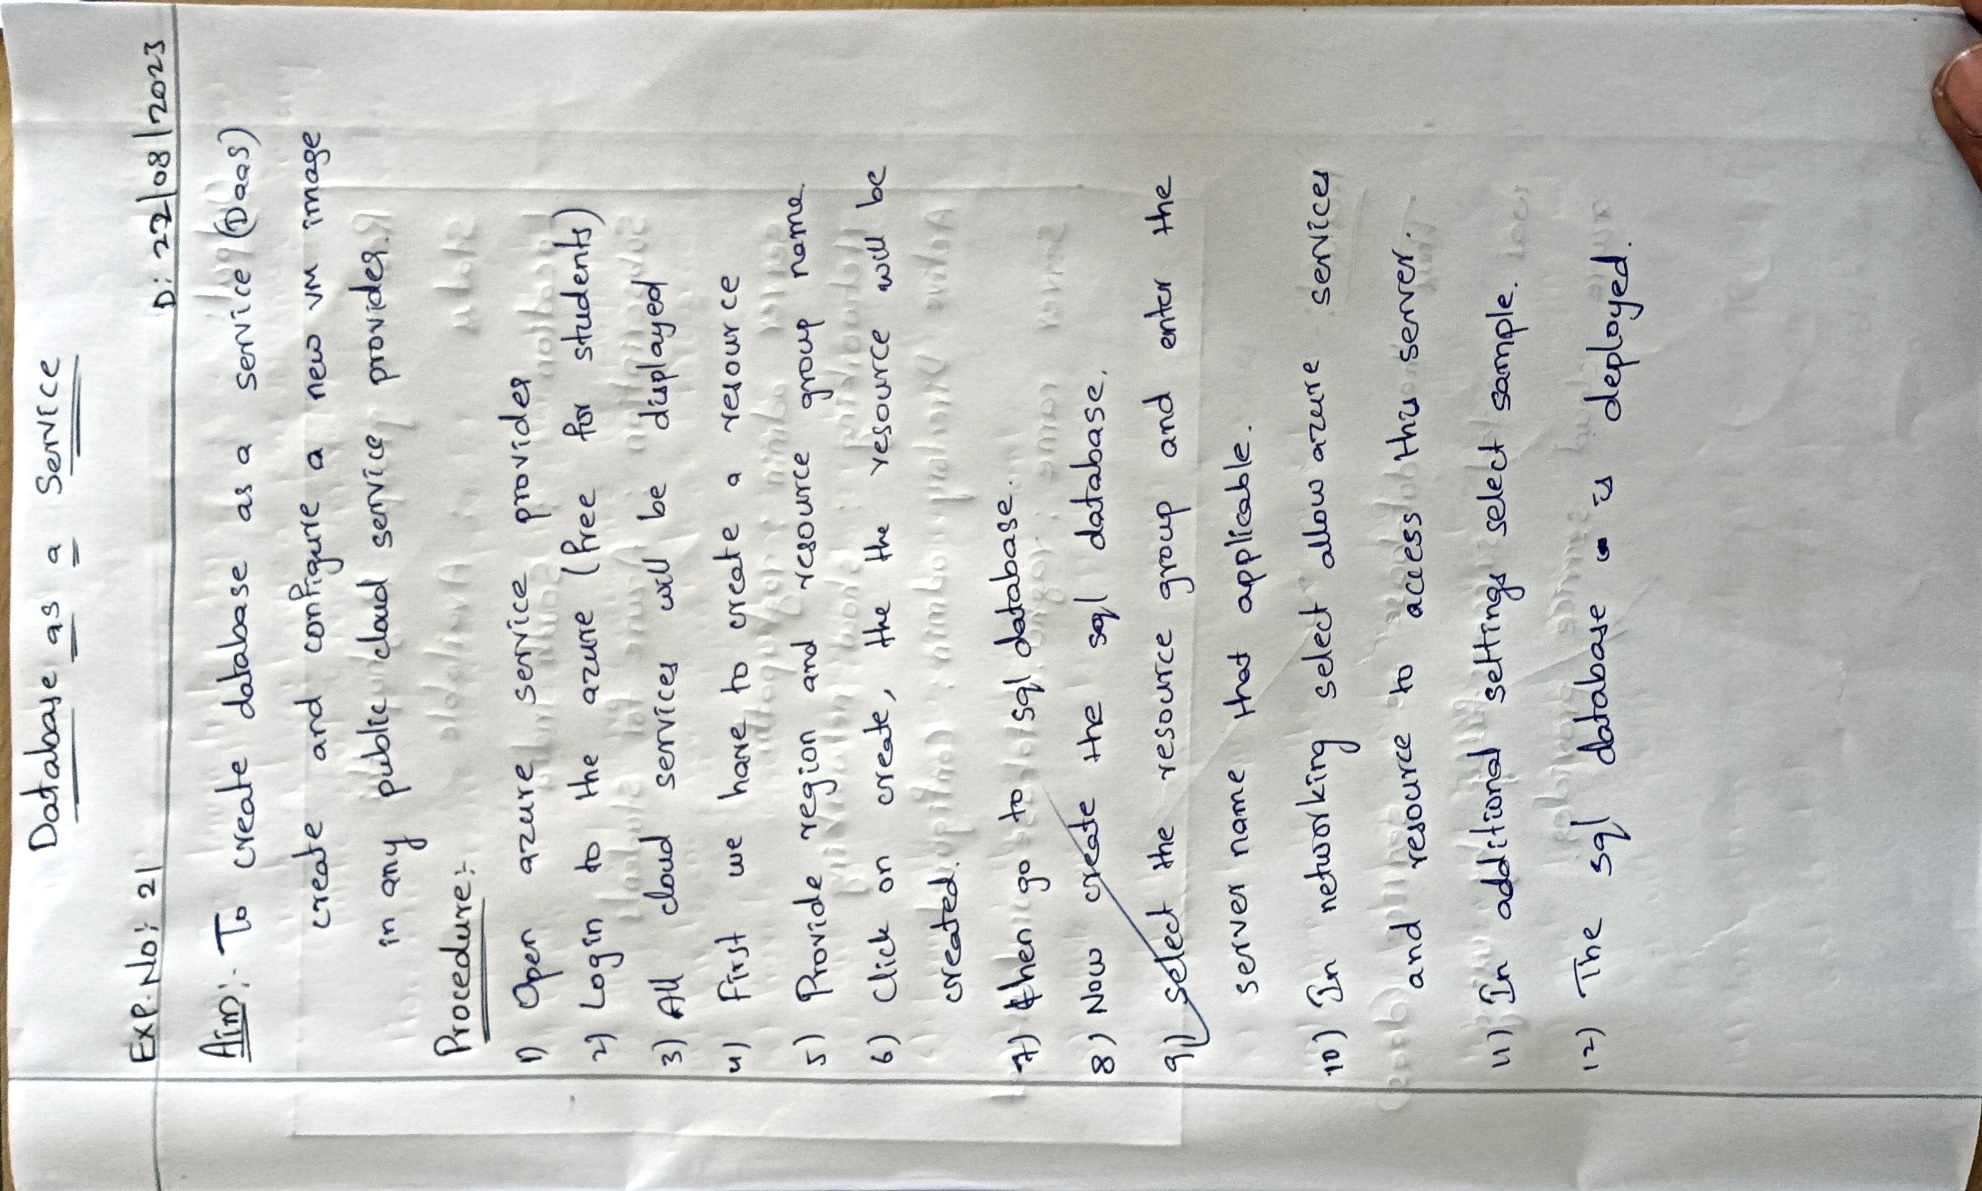 Database as a Service
EXP. No: 21 D: 22/08/2023
Aim:- To create database as a service (Daas)
create and configure a new VM image
in any public cloud service provider.
Procedure:-
1) Open azure service provider
2) Login to the azure (free for students)
3) All cloud services will be displayed
4) First we have to create a resource
5) Provide region and resource group name.
6) Click on create, the the resource will be
created.
7) then go to sql database.
8) Now create the sql database.
9) select the resource group and enter the
server name that applicable.
10) In networking select allow azure services
and resource to access this server.
11) In additional settings select sample.
12) The sql database is deployed.